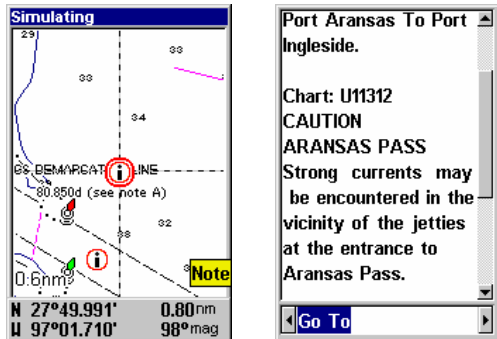 Simulating
29
33
33
34
GS DEMARCAT LINE
80.850d (see note A)
32
38
0.6nm
Note
N 27°49.991' 0.80nm
W 97°01.710' 98°mag
Port Aransas To Port
Ingleside.
Chart: U11312
CAUTION
ARANSAS PASS
Strong currents may
be encountered in the
vicinity of the jetties
at the entrance to
Aransas Pass.
Go To